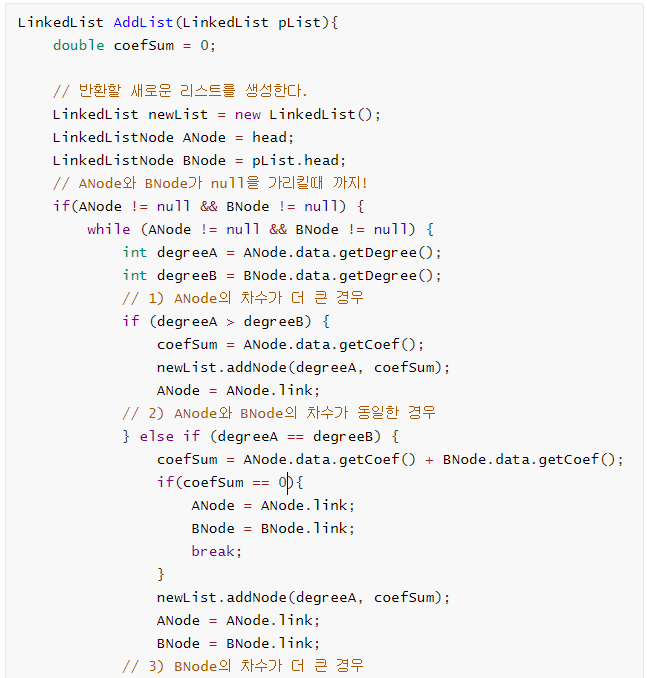 LinkedList AddList(LinkedList pList){
    double coefSum = 0;

    // 반환할 새로운 리스트를 생성한다.
    LinkedList newList = new LinkedList();
    LinkedListNode ANode = head;
    LinkedListNode BNode = pList.head;
    // ANode와 BNode가 null을 가리킬때 까지!
    if(ANode != null && BNode != null) {
        while (ANode != null && BNode != null) {
            int degreeA = ANode.data.getDegree();
            int degreeB = BNode.data.getDegree();
            // 1) ANode의 차수가 더 큰 경우
            if (degreeA > degreeB) {
                coefSum = ANode.data.getCoef();
                newList.addNode(degreeA, coefSum);
                ANode = ANode.link;
            // 2) ANode와 BNode의 차수가 동일한 경우
            } else if (degreeA == degreeB) {
                coefSum = ANode.data.getCoef() + BNode.data.getCoef();
                if(coefSum == 0){
                    ANode = ANode.link;
                    BNode = BNode.link;
                    break;
                }
                newList.addNode(degreeA, coefSum);
                ANode = ANode.link;
                BNode = BNode.link;
            // 3) BNode의 차수가 더 큰 경우